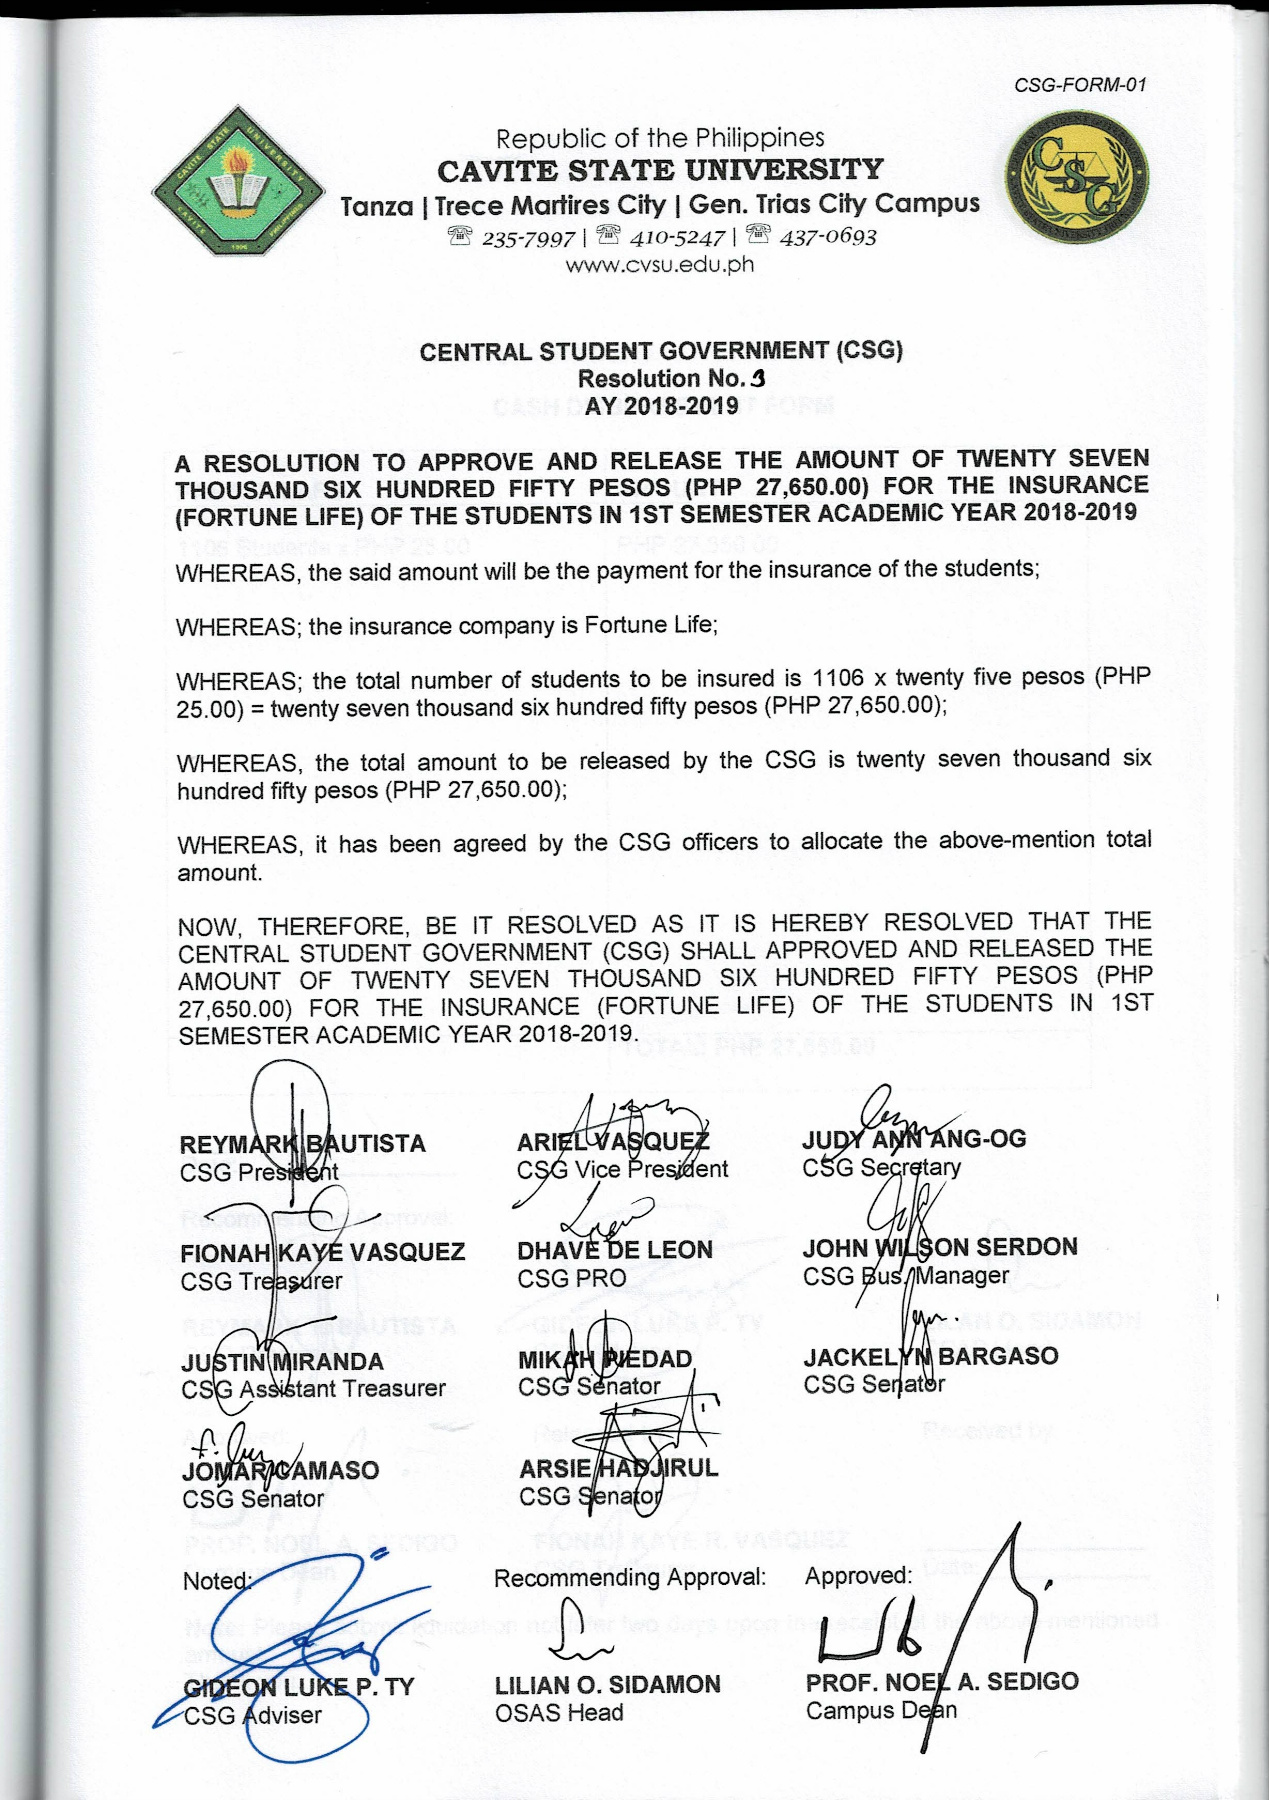 CSG-FORM-01
Republic of the Philippines
CAVITE STATE UNIVERSITY
Tanza | Trece Martires City | Gen. Trias City Campus
☏ 235-7997 | ☏ 410-5247 | ☏ 437-0693
www.cvsu.edu.ph
CENTRAL STUDENT GOVERNMENT (CSG)
Resolution No. 3
AY 2018-2019
A RESOLUTION TO APPROVE AND RELEASE THE AMOUNT OF TWENTY SEVEN
THOUSAND SIX HUNDRED FIFTY PESOS (PHP 27,650.00) FOR THE INSURANCE
(FORTUNE LIFE) OF THE STUDENTS IN 1ST SEMESTER ACADEMIC YEAR 2018-2019
WHEREAS, the said amount will be the payment for the insurance of the students;
WHEREAS; the insurance company is Fortune Life;
WHEREAS; the total number of students to be insured is 1106 x twenty five pesos (PHP
25.00) = twenty seven thousand six hundred fifty pesos (PHP 27,650.00);
WHEREAS, the total amount to be released by the CSG is twenty seven thousand six
hundred fifty pesos (PHP 27,650.00);
WHEREAS, it has been agreed by the CSG officers to allocate the above-mention total
amount.
NOW, THEREFORE, BE IT RESOLVED AS IT IS HEREBY RESOLVED THAT THE
CENTRAL STUDENT GOVERNMENT (CSG) SHALL APPROVED AND RELEASED THE
AMOUNT OF TWENTY SEVEN THOUSAND SIX HUNDRED FIFTY PESOS (PHP
27,650.00) FOR THE INSURANCE (FORTUNE LIFE) OF THE STUDENTS IN 1ST
SEMESTER ACADEMIC YEAR 2018-2019.
REYMARK BAUTISTA ARIEL VASQUEZ JUDY ANN ANG-OG
CSG President CSG Vice President CSG Secretary
FIONAH KAYE VASQUEZ DHAVE DE LEON JOHN WILSON SERDON
CSG Treasurer CSG PRO CSG Bus. Manager
JUSTIN MIRANDA MIKAH PIEDAD JACKELYN BARGASO
CSG Assistant Treasurer CSG Senator CSG Senator
JOMAR CAMASO ARSIE HADJIRUL
CSG Senator CSG Senator
Noted: Recommending Approval: Approved:
GIDEON LUKE P. TY LILIAN O. SIDAMON PROF. NOEL A. SEDIGO
CSG Adviser OSAS Head Campus Dean